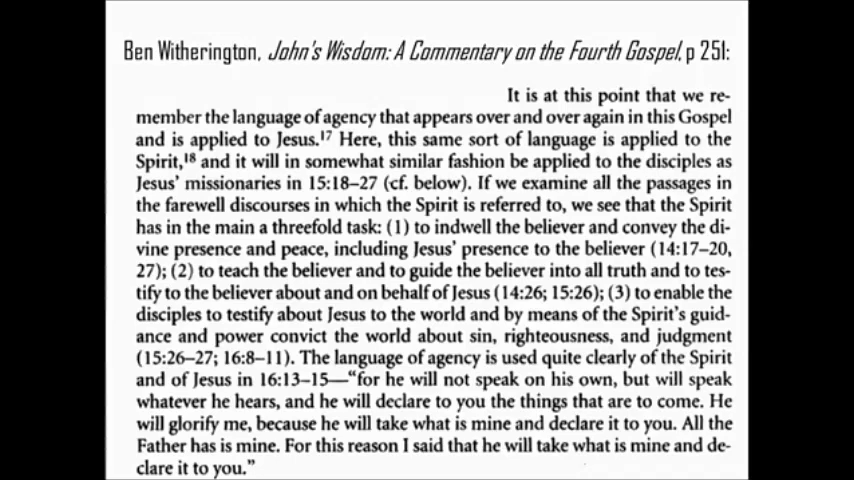 Ben Witherington, John's Wisdom: A Commentary on the Fourth Gospel, p 251:
It is at this point that we re-
member the language of agency that appears over and over again in this Gospel
and is applied to Jesus.17 Here, this same sort of language is applied to the
Spirit,18 and it will in somewhat similar fashion be applied to the disciples as
Jesus' missionaries in 15:18–27 (cf. below). If we examine all the passages in
the farewell discourses in which the Spirit is referred to, we see that the Spirit
has in the main a threefold task: (1) to indwell the believer and convey the di-
vine presence and peace, including Jesus' presence to the believer (14:17–20,
27); (2) to teach the believer and to guide the believer into all truth and to tes-
tify to the believer about and on behalf of Jesus (14:26; 15:26); (3) to enable the
disciples to testify about Jesus to the world and by means of the Spirit's guid-
ance and power convict the world about sin, righteousness, and judgment
(15:26–27; 16:8–11). The language of agency is used quite clearly of the Spirit
and of Jesus in 16:13–15—“for he will not speak on his own, but will speak
whatever he hears, and he will declare to you the things that are to come. He
will glorify me, because he will take what is mine and declare it to you. All the
Father has is mine. For this reason I said that he will take what is mine and de-
clare it to you.”